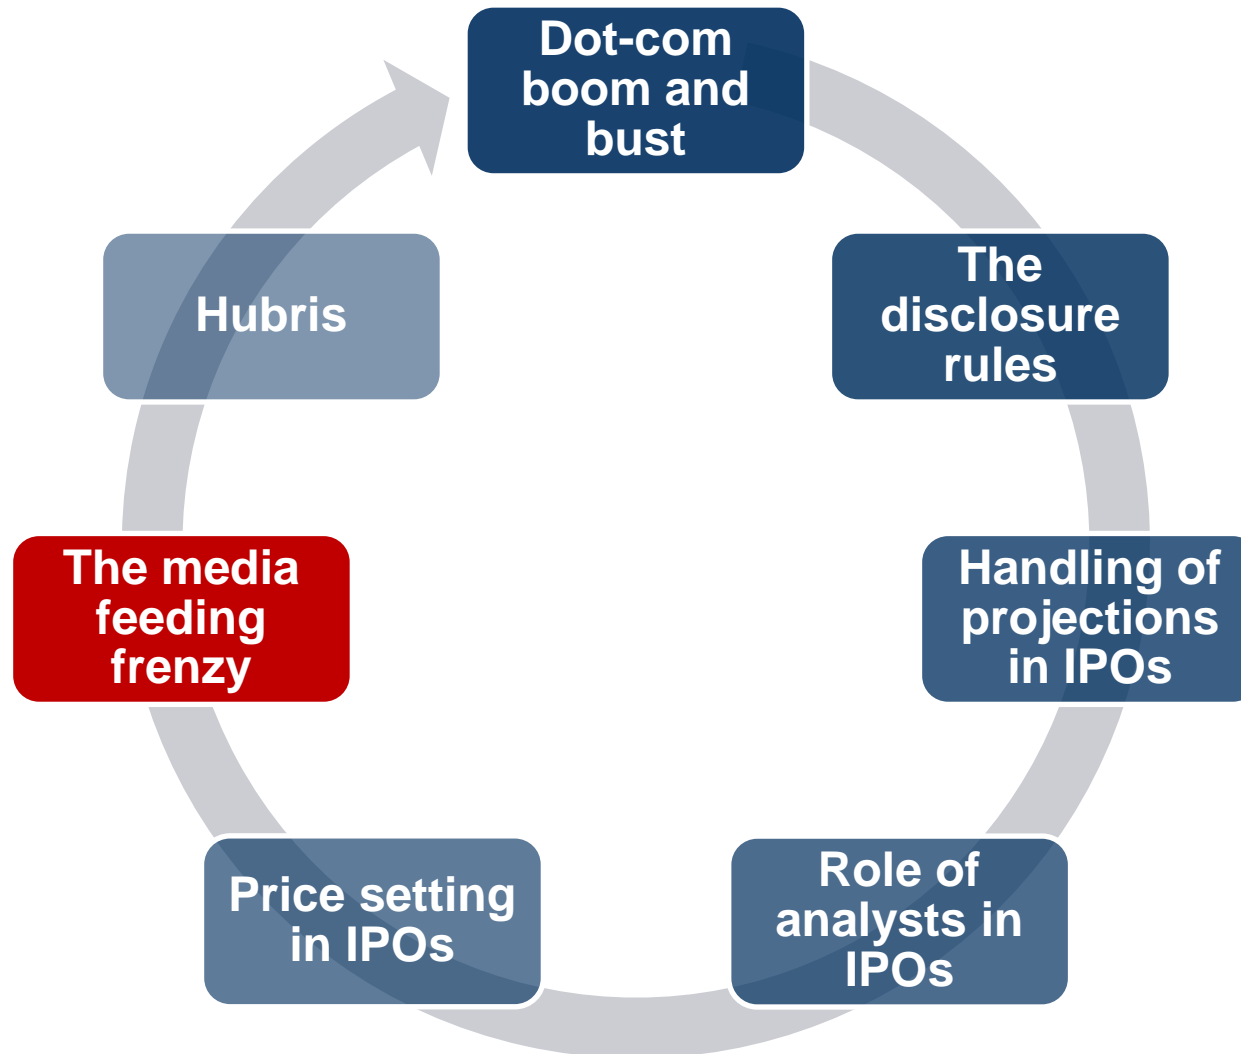 Dot-com
boom and
bust
The
disclosure
rules
Handling of
projections
in IPOs
Role of
analysts in
IPOs
Price setting
in IPOs
The media
feeding
frenzy
Hubris